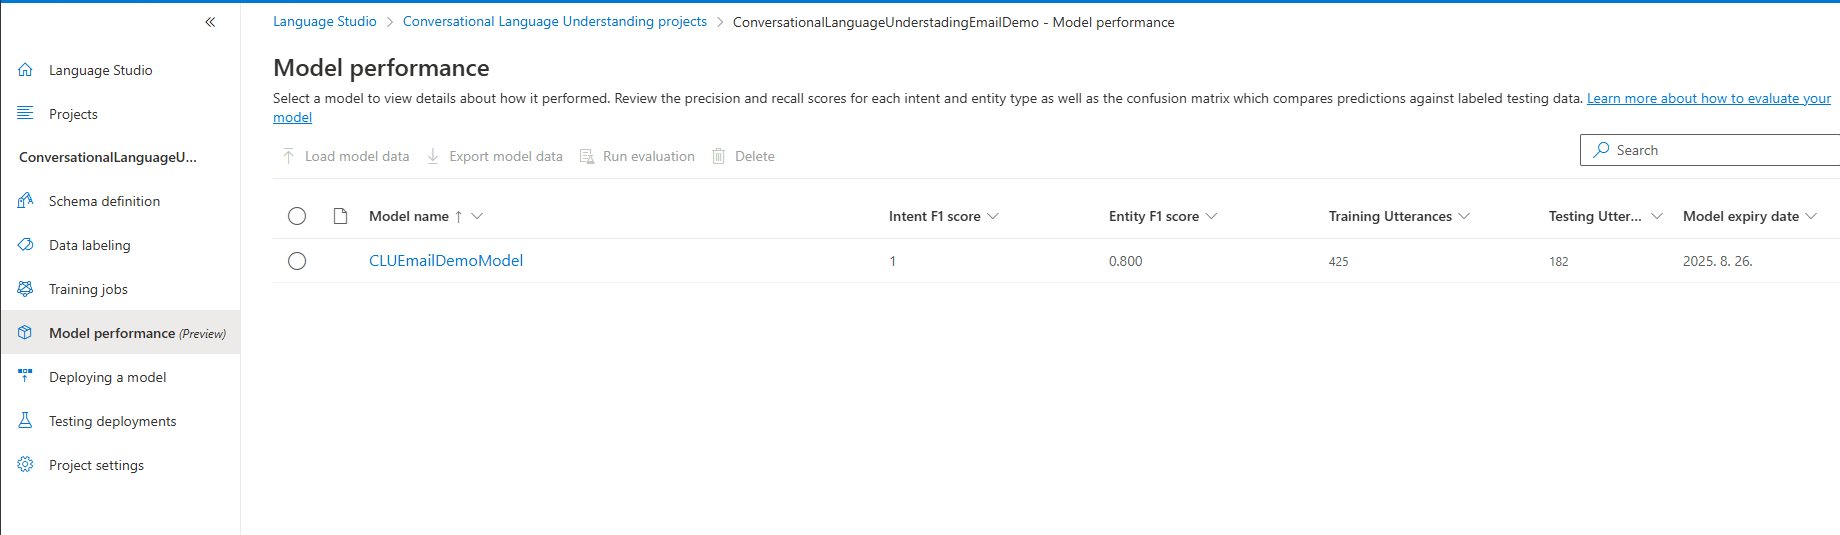 Language Studio > Conversational Language Understanding projects > ConversationalLanguageUnderstadingEmailDemo - Model performance
Language Studio
Projects
ConversationalLanguageU...
Schema definition
Data labeling
Training jobs
Model performance (Preview)
Deploying a model
Testing deployments
Project settings
Model performance
Select a model to view details about how it performed. Review the precision and recall scores for each intent and entity type as well as the confusion matrix which compares predictions against labeled testing data. Learn more about how to evaluate your
model
Load model data Export model data Run evaluation Delete
Search
Model name Intent F1 score Entity F1 score Training Utterances Testing Utter... Model expiry date
CLUEmailDemoModel 1 0.800 425 182 2025. 8. 26.